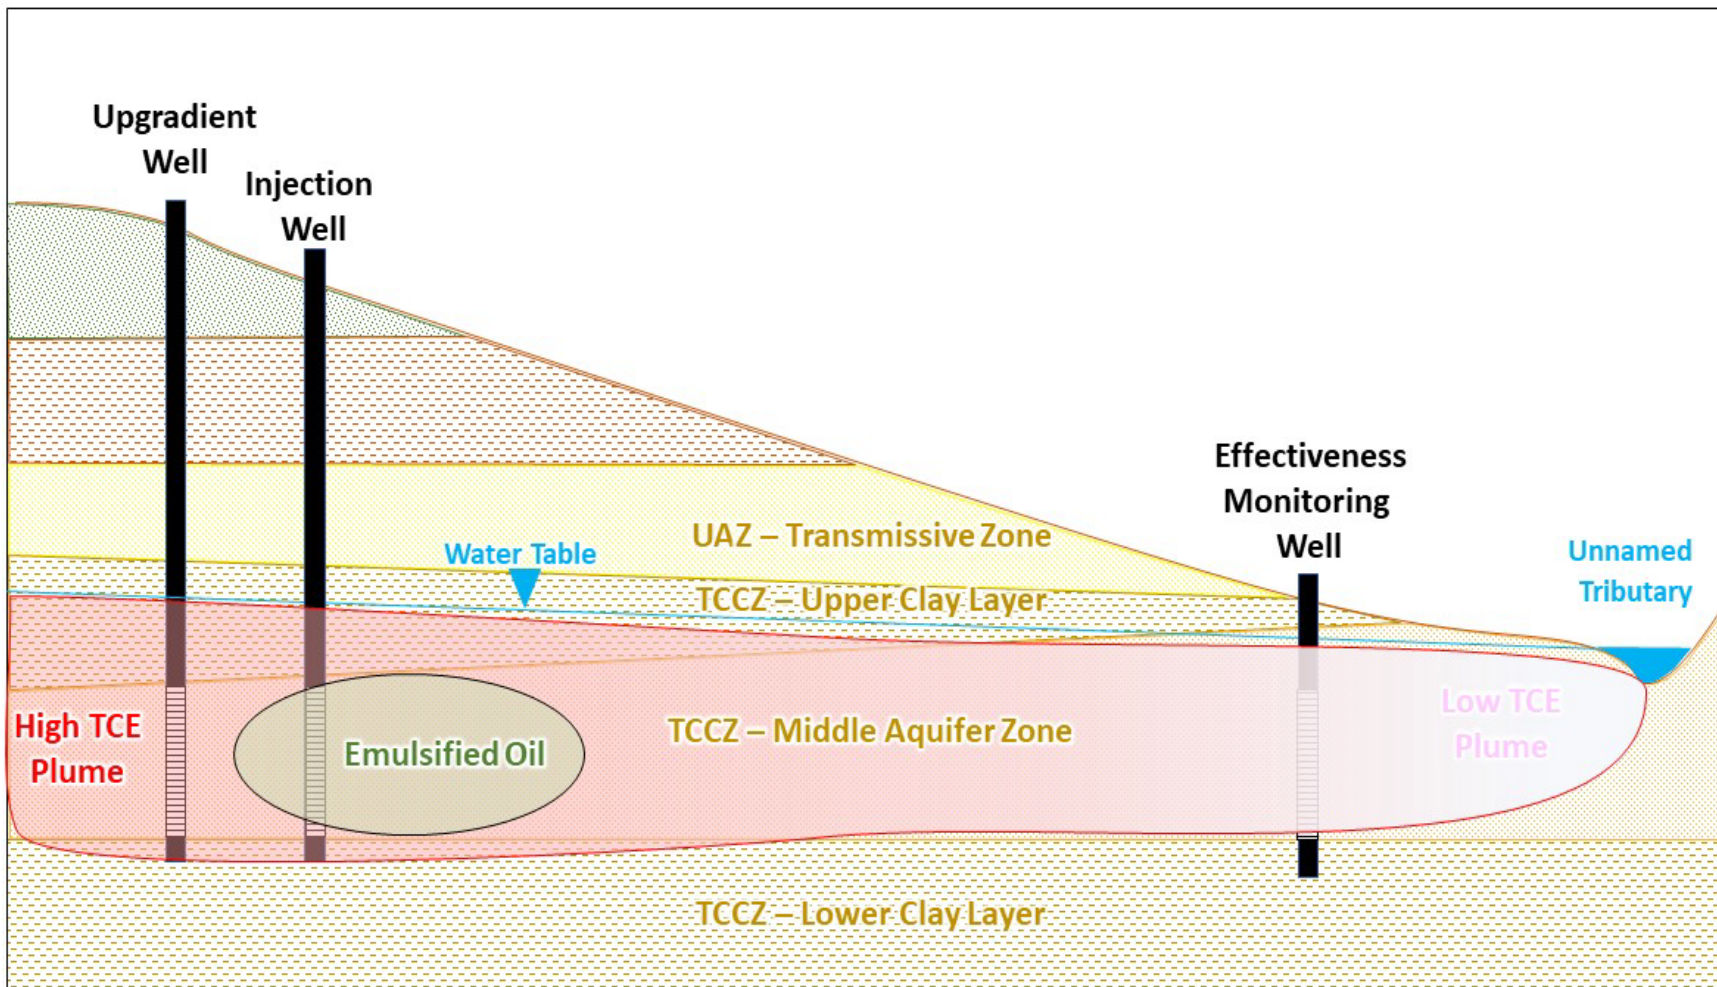 Upgradient
Well
Injection
Well
Effectiveness
Monitoring
Well
UAZ – Transmissive Zone
Water Table
Unnamed
Tributary
TCCZ – Upper Clay Layer
High TCE
Plume
Emulsified Oil
TCCZ – Middle Aquifer Zone
Low TCE
Plume
TCCZ – Lower Clay Layer